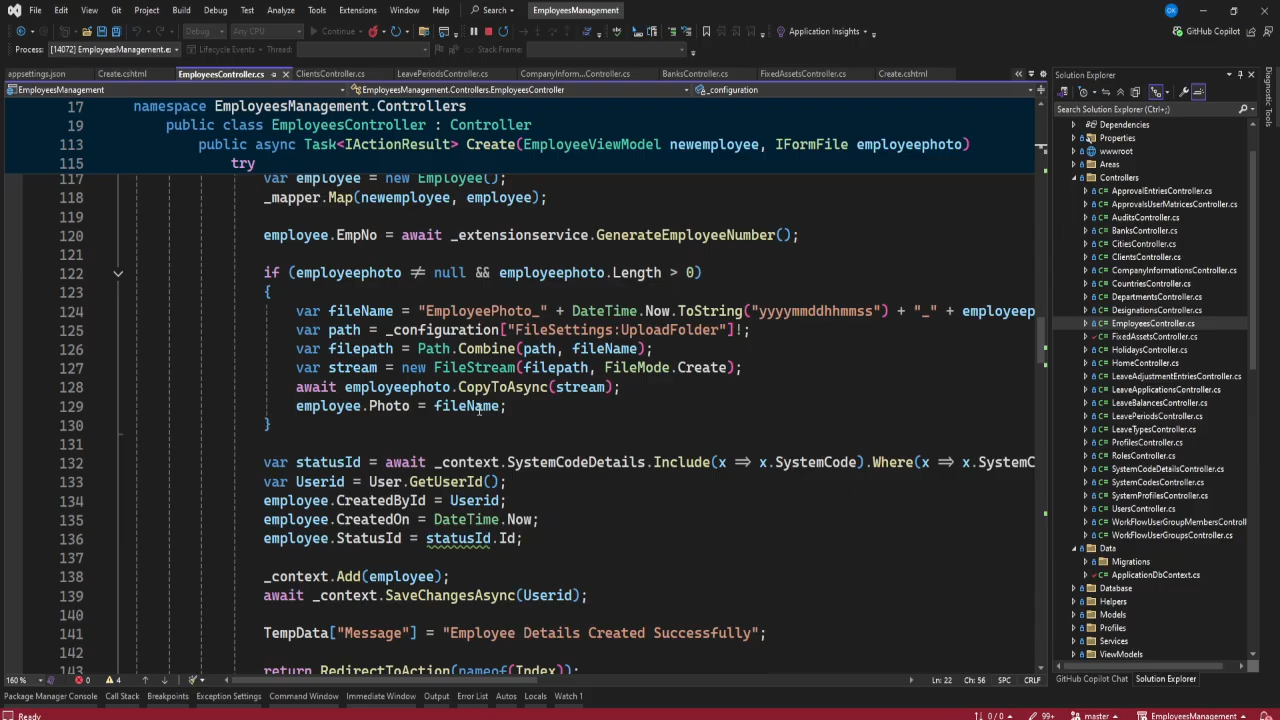 File Edit View Git Project Build Debug Test Analyze Tools Extensions Window Help Search EmployeesManagement OK
Debug Any CPU Continue Application Insights GitHub Copilot
Process: [14072] EmployeesManagement.e Lifecycle Events Thread: Stack Frame:
appsettings.json Create.cshtml EmployeesController.cs ClientsController.cs LeavePeriodsController.cs CompanyInform...Controller.cs BanksController.cs FixedAssetsController.cs Create.cshtml
EmployeesManagement EmployeesManagement.Controllers.EmployeesController _configuration
17 namespace EmployeesManagement.Controllers
19 public class EmployeesController : Controller
113 public async Task<IActionResult> Create(EmployeeViewModel newemployee, IFormFile employeephoto)
115 try
117 var employee = new Employee();
118 _mapper.Map(newemployee, employee);
119
120 employee.EmpNo = await _extensionservice.GenerateEmployeeNumber();
121
122 if (employeephoto ≠ null && employeephoto.Length > 0)
123 {
124 var fileName = "EmployeePhoto_" + DateTime.Now.ToString("yyyymmddhhmmss") + "_" + employeep
125 var path = _configuration["FileSettings:UploadFolder"]!;
126 var filepath = Path.Combine(path, fileName);
127 var stream = new FileStream(filepath, FileMode.Create);
128 await employeephoto.CopyToAsync(stream);
129 employee.Photo = fileName;
130 }
131
132 var statusId = await _context.SystemCodeDetails.Include(x ⇒ x.SystemCode).Where(x ⇒ x.SystemC
133 var Userid = User.GetUserId();
134 employee.CreatedById = Userid;
135 employee.CreatedOn = DateTime.Now;
136 employee.StatusId = statusId.Id;
137
138 _context.Add(employee);
139 await _context.SaveChangesAsync(Userid);
140
141 TempData["Message"] = "Employee Details Created Successfully";
142
143 return RedirectToAction(nameof(Index));
160 % 0 4 Ln: 22 Ch: 56 SPC CRLF
Package Manager Console Call Stack Breakpoints Exception Settings Command Window Immediate Window Output Error List Autos Locals Watch 1
Ready 0 / 0 99+ master EmployeesManagement
Solution Explorer
Search Solution Explorer (Ctrl+;)
Dependencies
Properties
wwwroot
Areas
Controllers
C# ApprovalEntriesController.cs
C# ApprovalsUserMatricesController.cs
C# AuditsController.cs
C# BanksController.cs
C# CitiesController.cs
C# ClientsController.cs
C# CompanyInformationsController.cs
C# CountriesController.cs
C# DepartmentsController.cs
C# DesignationsController.cs
C# EmployeesController.cs
C# FixedAssetsController.cs
C# HolidaysController.cs
C# HomeController.cs
C# LeaveAdjustmentEntriesController.cs
C# LeaveApplicationsController.cs
C# LeaveBalancesController.cs
C# LeavePeriodsController.cs
C# LeaveTypesController.cs
C# ProfilesController.cs
C# RolesController.cs
C# SystemCodeDetailsController.cs
C# SystemCodesController.cs
C# SystemProfilesController.cs
C# UsersController.cs
C# WorkFlowUserGroupMembersControll
C# WorkFlowUserGroupsController.cs
Data
Migrations
C# ApplicationDbContext.cs
Database
Helpers
Models
Profiles
Services
ViewModels
GitHub Copilot Chat Solution Explorer
Diagnostic Tools